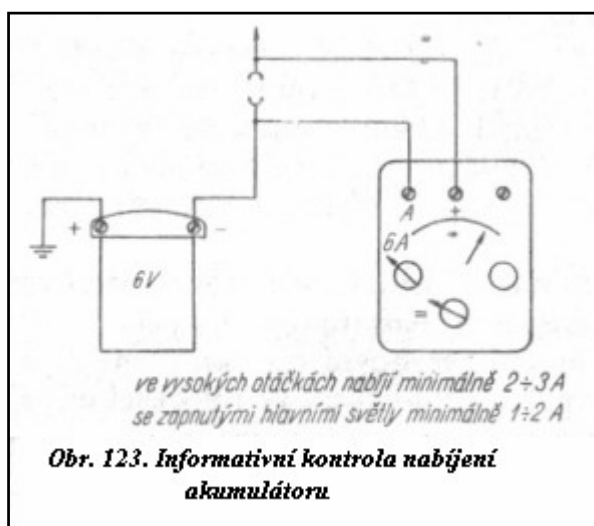 +
-
6V
A
+
6A
=
ve vysokých otáčkách nabíjí minimálně 2÷3 A
se zapnutými hlavními světly minimálně 1÷2 A
Obr. 123. Informativní kontrola nabíjení
akumulátoru